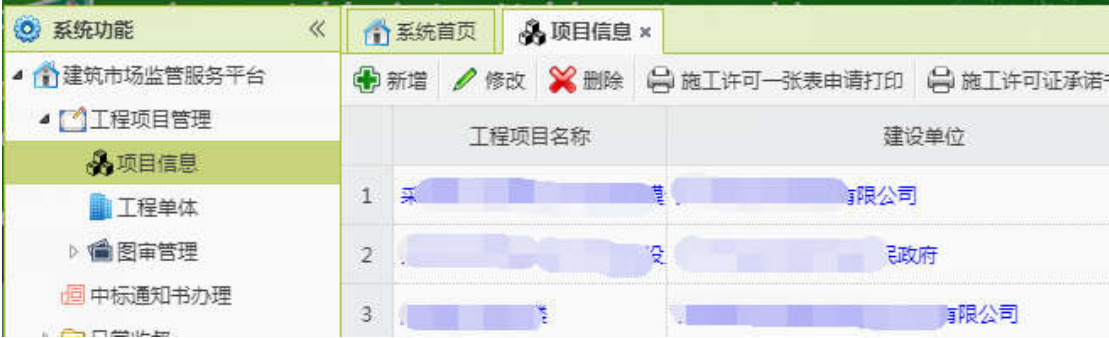 系统功能
系统首页
项目信息
建筑市场监管服务平台
新增
修改
删除
施工许可一张表申请打印
施工许可证承诺
工程项目管理
工程项目名称
建设单位
项目信息
1
有限公司
工程单体
2
设
民政府
图审管理
中标通知书办理
3
有限公司